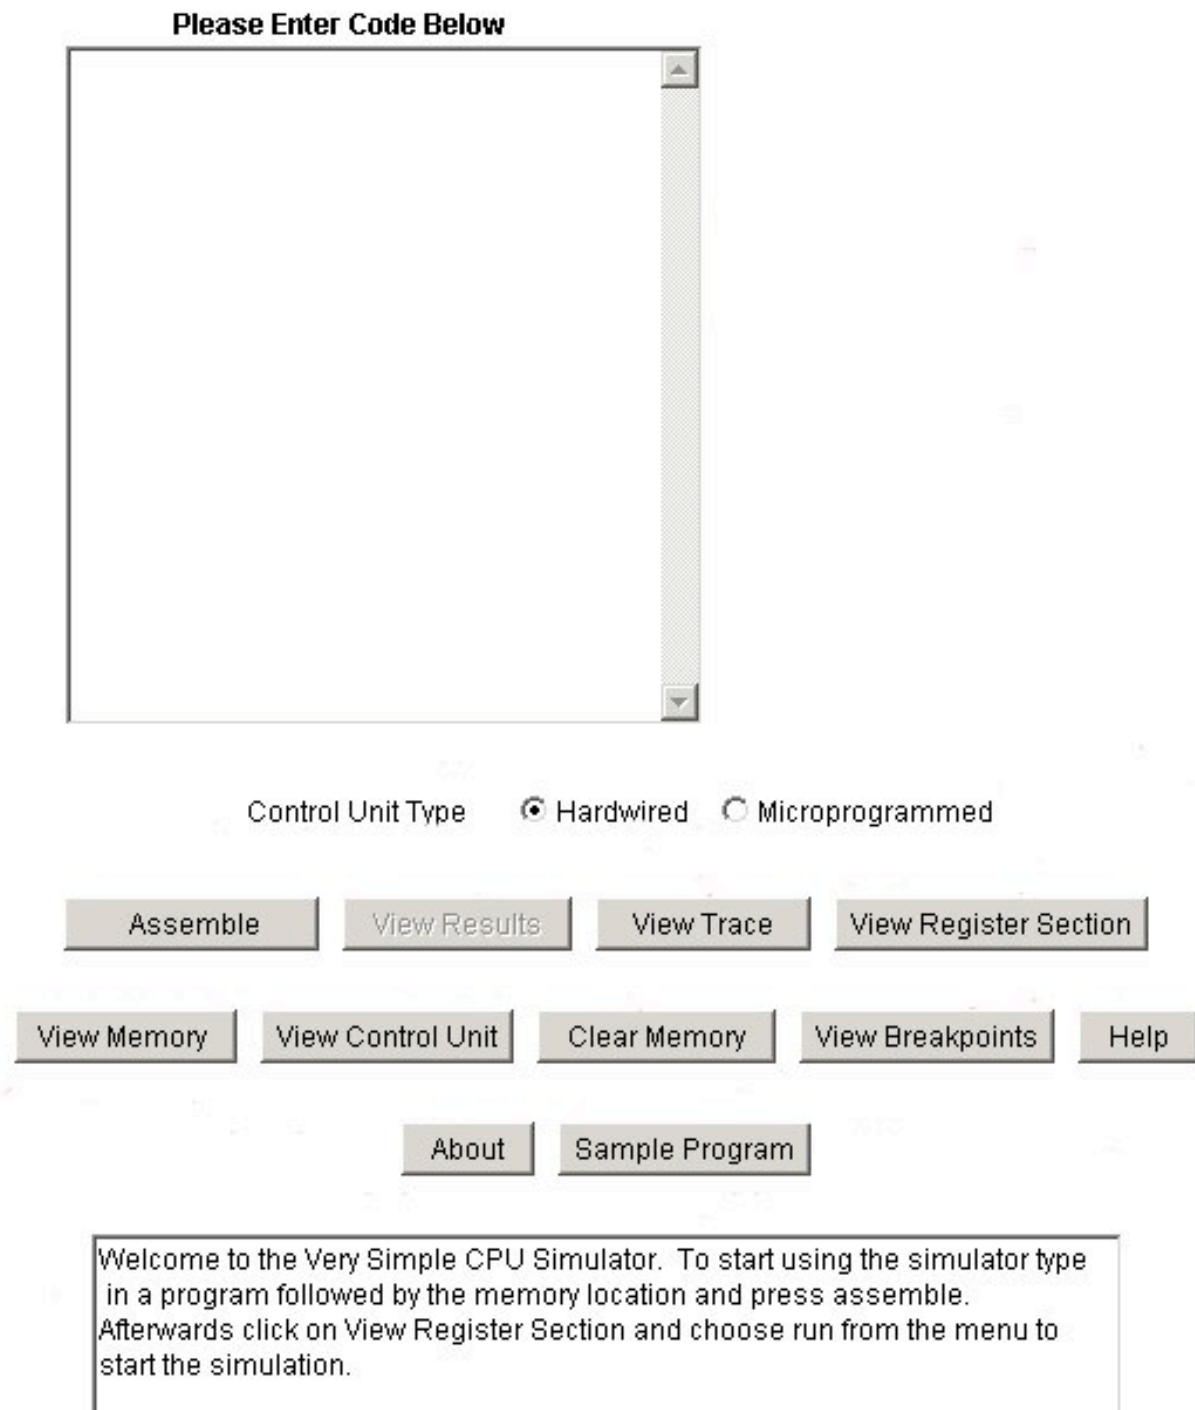 Please Enter Code Below
Control Unit Type Hardwired Microprogrammed
Assemble View Results View Trace View Register Section
View Memory View Control Unit Clear Memory View Breakpoints Help
About Sample Program
Welcome to the Very Simple CPU Simulator. To start using the simulator type
in a program followed by the memory location and press assemble.
Afterwards click on View Register Section and choose run from the menu to
start the simulation.